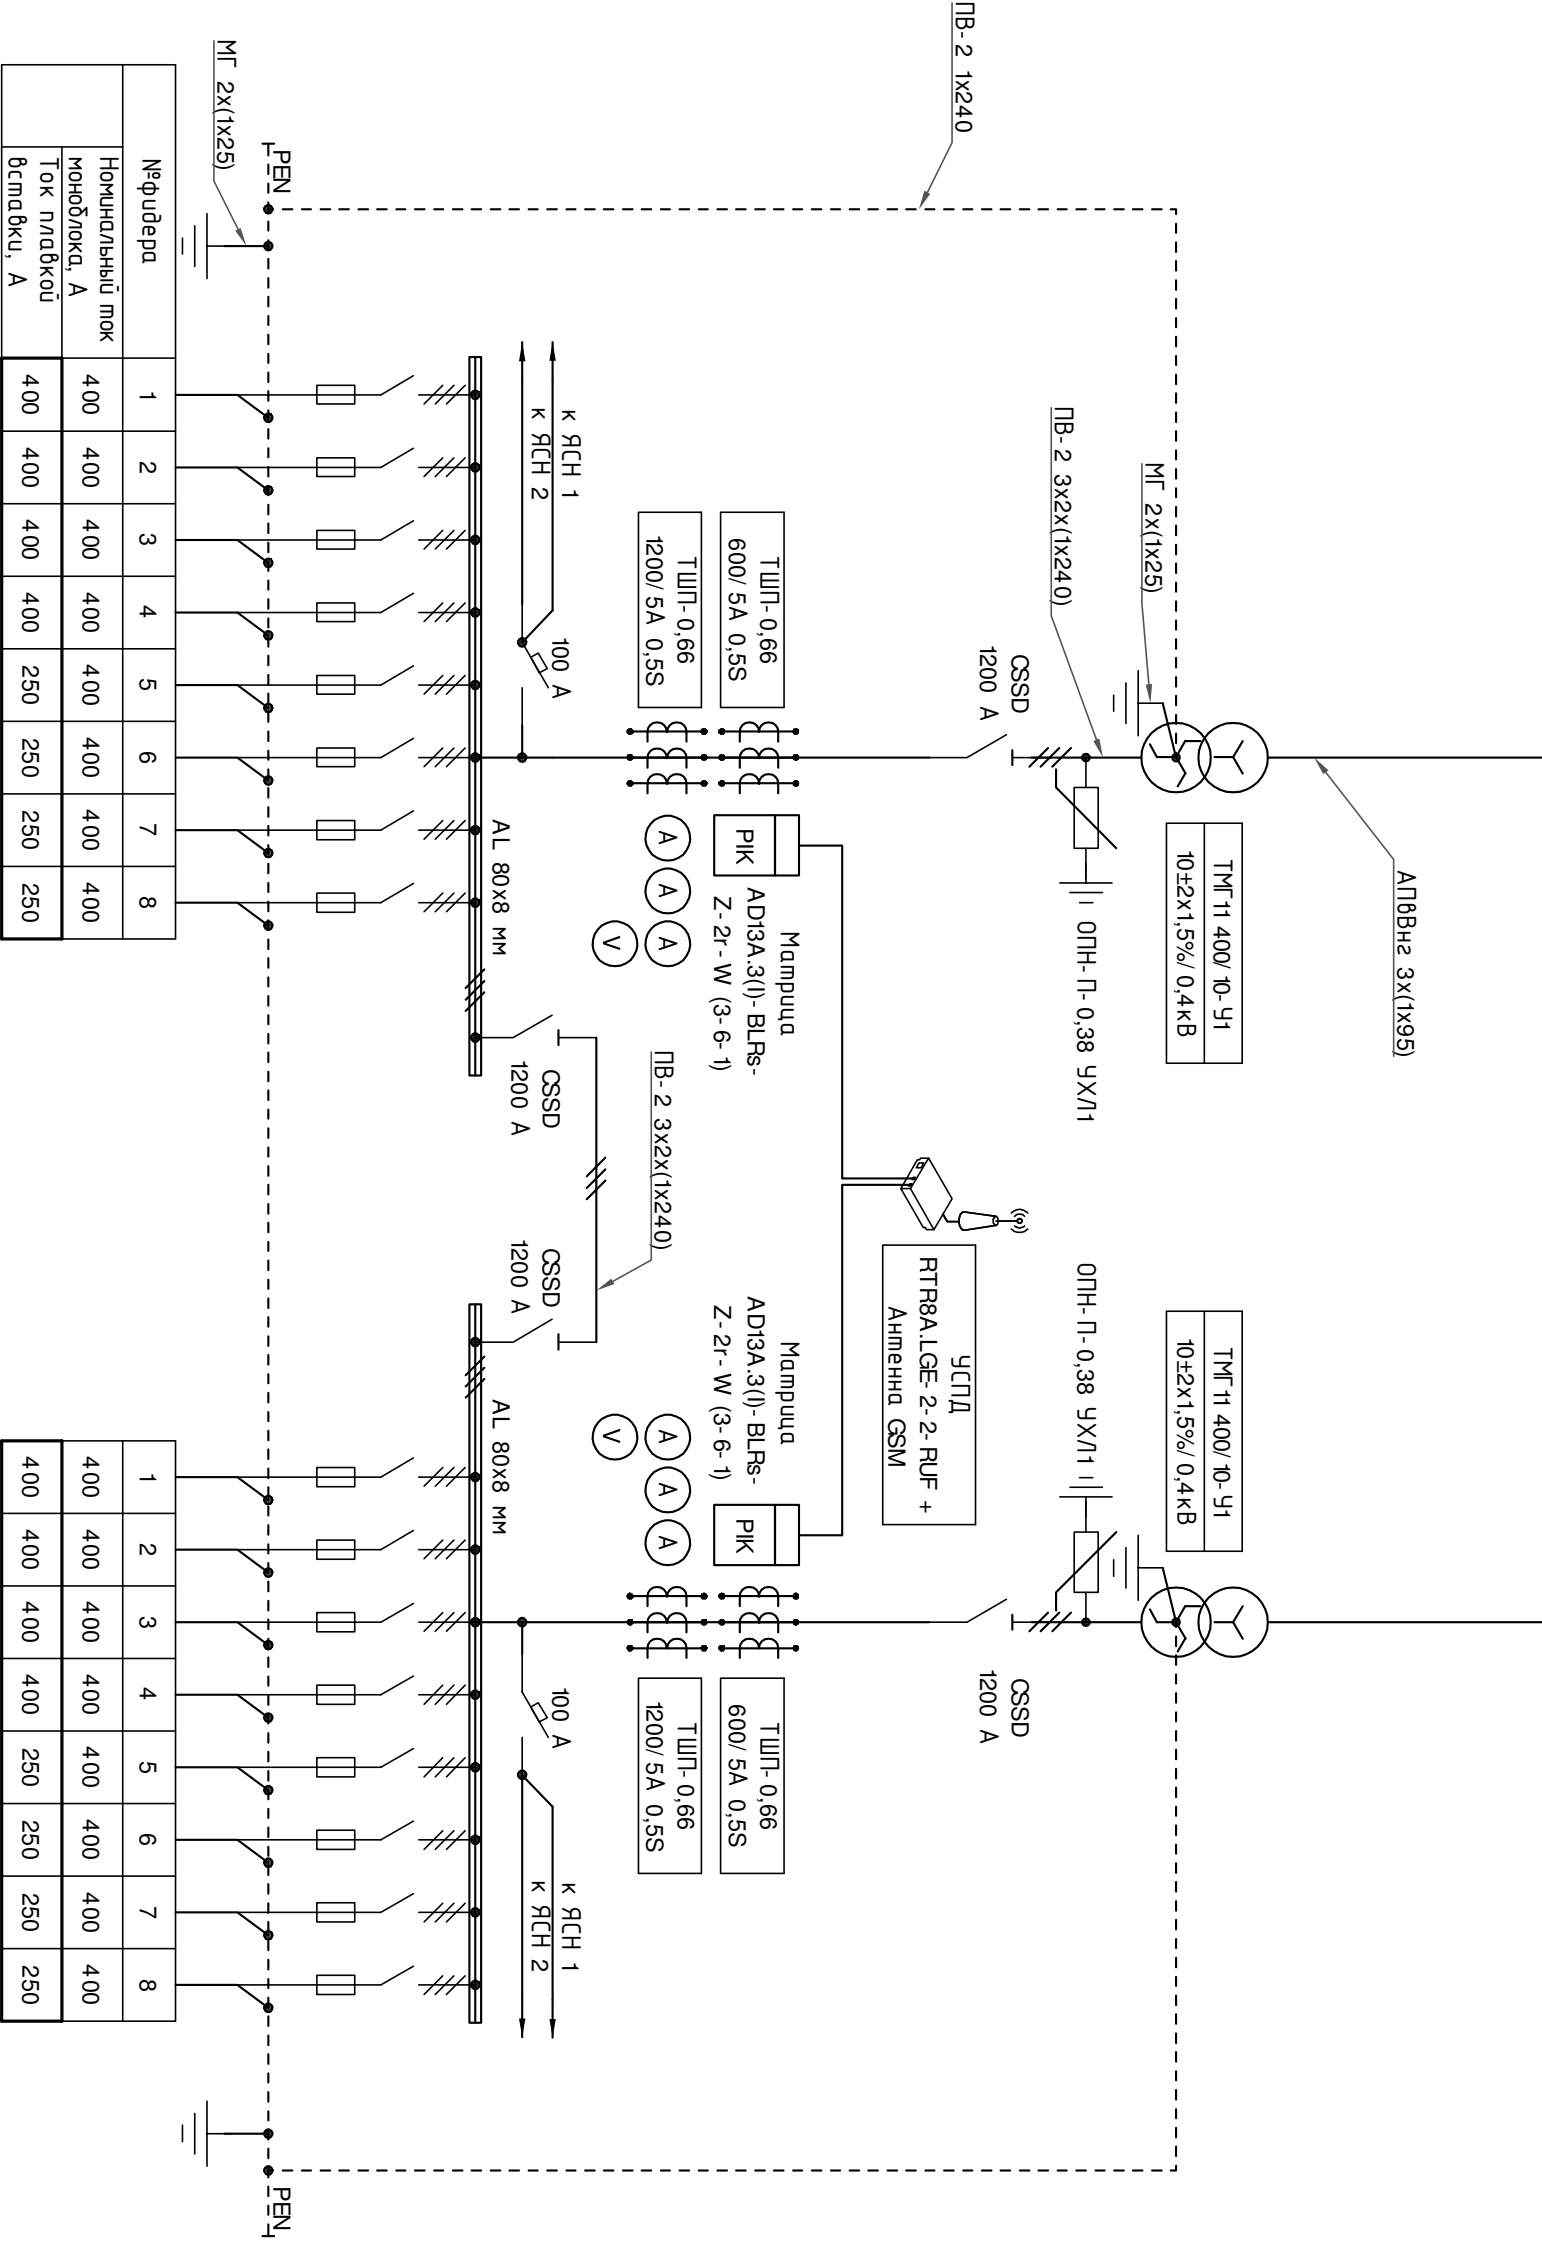 АПвВнг 3х(1х95)
ТМГ11 400/10-У1
10±2х1,5%/0,4кВ
ТМГ11 400/10-У1
10±2х1,5%/0,4кВ
МГ 2х(1х25)
ПВ-2 3х2х(1х240)
ПВ-2 1х240
ОПН-П-0,38 УХЛ1
ОПН-П-0,38 УХЛ1
CSSD
1200 А
CSSD
1200 А
УСПД
RTR8A.LGE-2-2-RUF +
Антенна GSM
ТШП-0,66
600/5А 0,5S
ТШП-0,66
1200/5А 0,5S
PIK
Матрица
AD13A.3(I)-BLRs-
Z-2r-W (3-6-1)
A
A
A
V
Матрица
AD13A.3(I)-BLRs-
Z-2r-W (3-6-1)
PIK
A
A
A
V
ТШП-0,66
600/5А 0,5S
ТШП-0,66
1200/5А 0,5S
ПВ-2 3х2х(1х240)
к ЯСН 1
к ЯСН 2
100 А
CSSD
1200 А
CSSD
1200 А
100 А
к ЯСН 1
к ЯСН 2
AL 80х8 мм
AL 80х8 мм
PEN
PEN
МГ 2х(1х25)
№фидера 1 2 3 4 5 6 7 8
Номинальный ток
моноблока, А 400 400 400 400 400 400 400 400
Ток плавкой
вставки, А 400 400 400 400 250 250 250 250
1 2 3 4 5 6 7 8
400 400 400 400 400 400 400 400
400 400 400 400 250 250 250 250